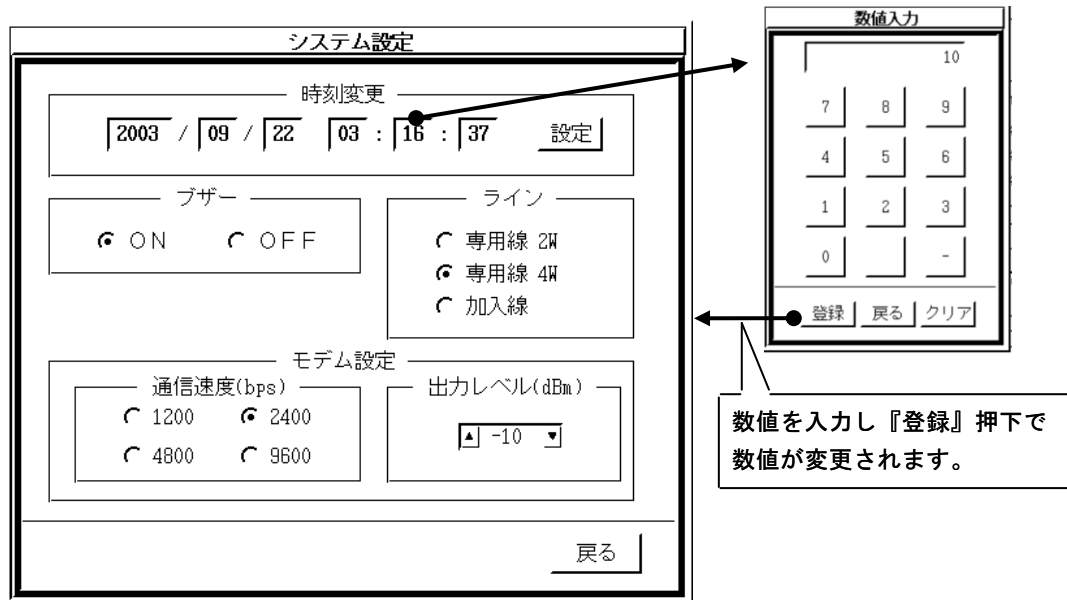 システム設定
時刻変更
2003 / 09 / 22 03 : 16 : 37 設定
ブザー
ON OFF
ライン
専用線 2W
専用線 4W
加入線
モデム設定
通信速度(bps)
1200 2400
4800 9600
出力レベル(dBm)
▲ -10 ▼
戻る
数値入力
10
7 8 9
4 5 6
1 2 3
0 -
登録 戻る クリア
数値を入力し『登録』押下で
数値が変更されます。